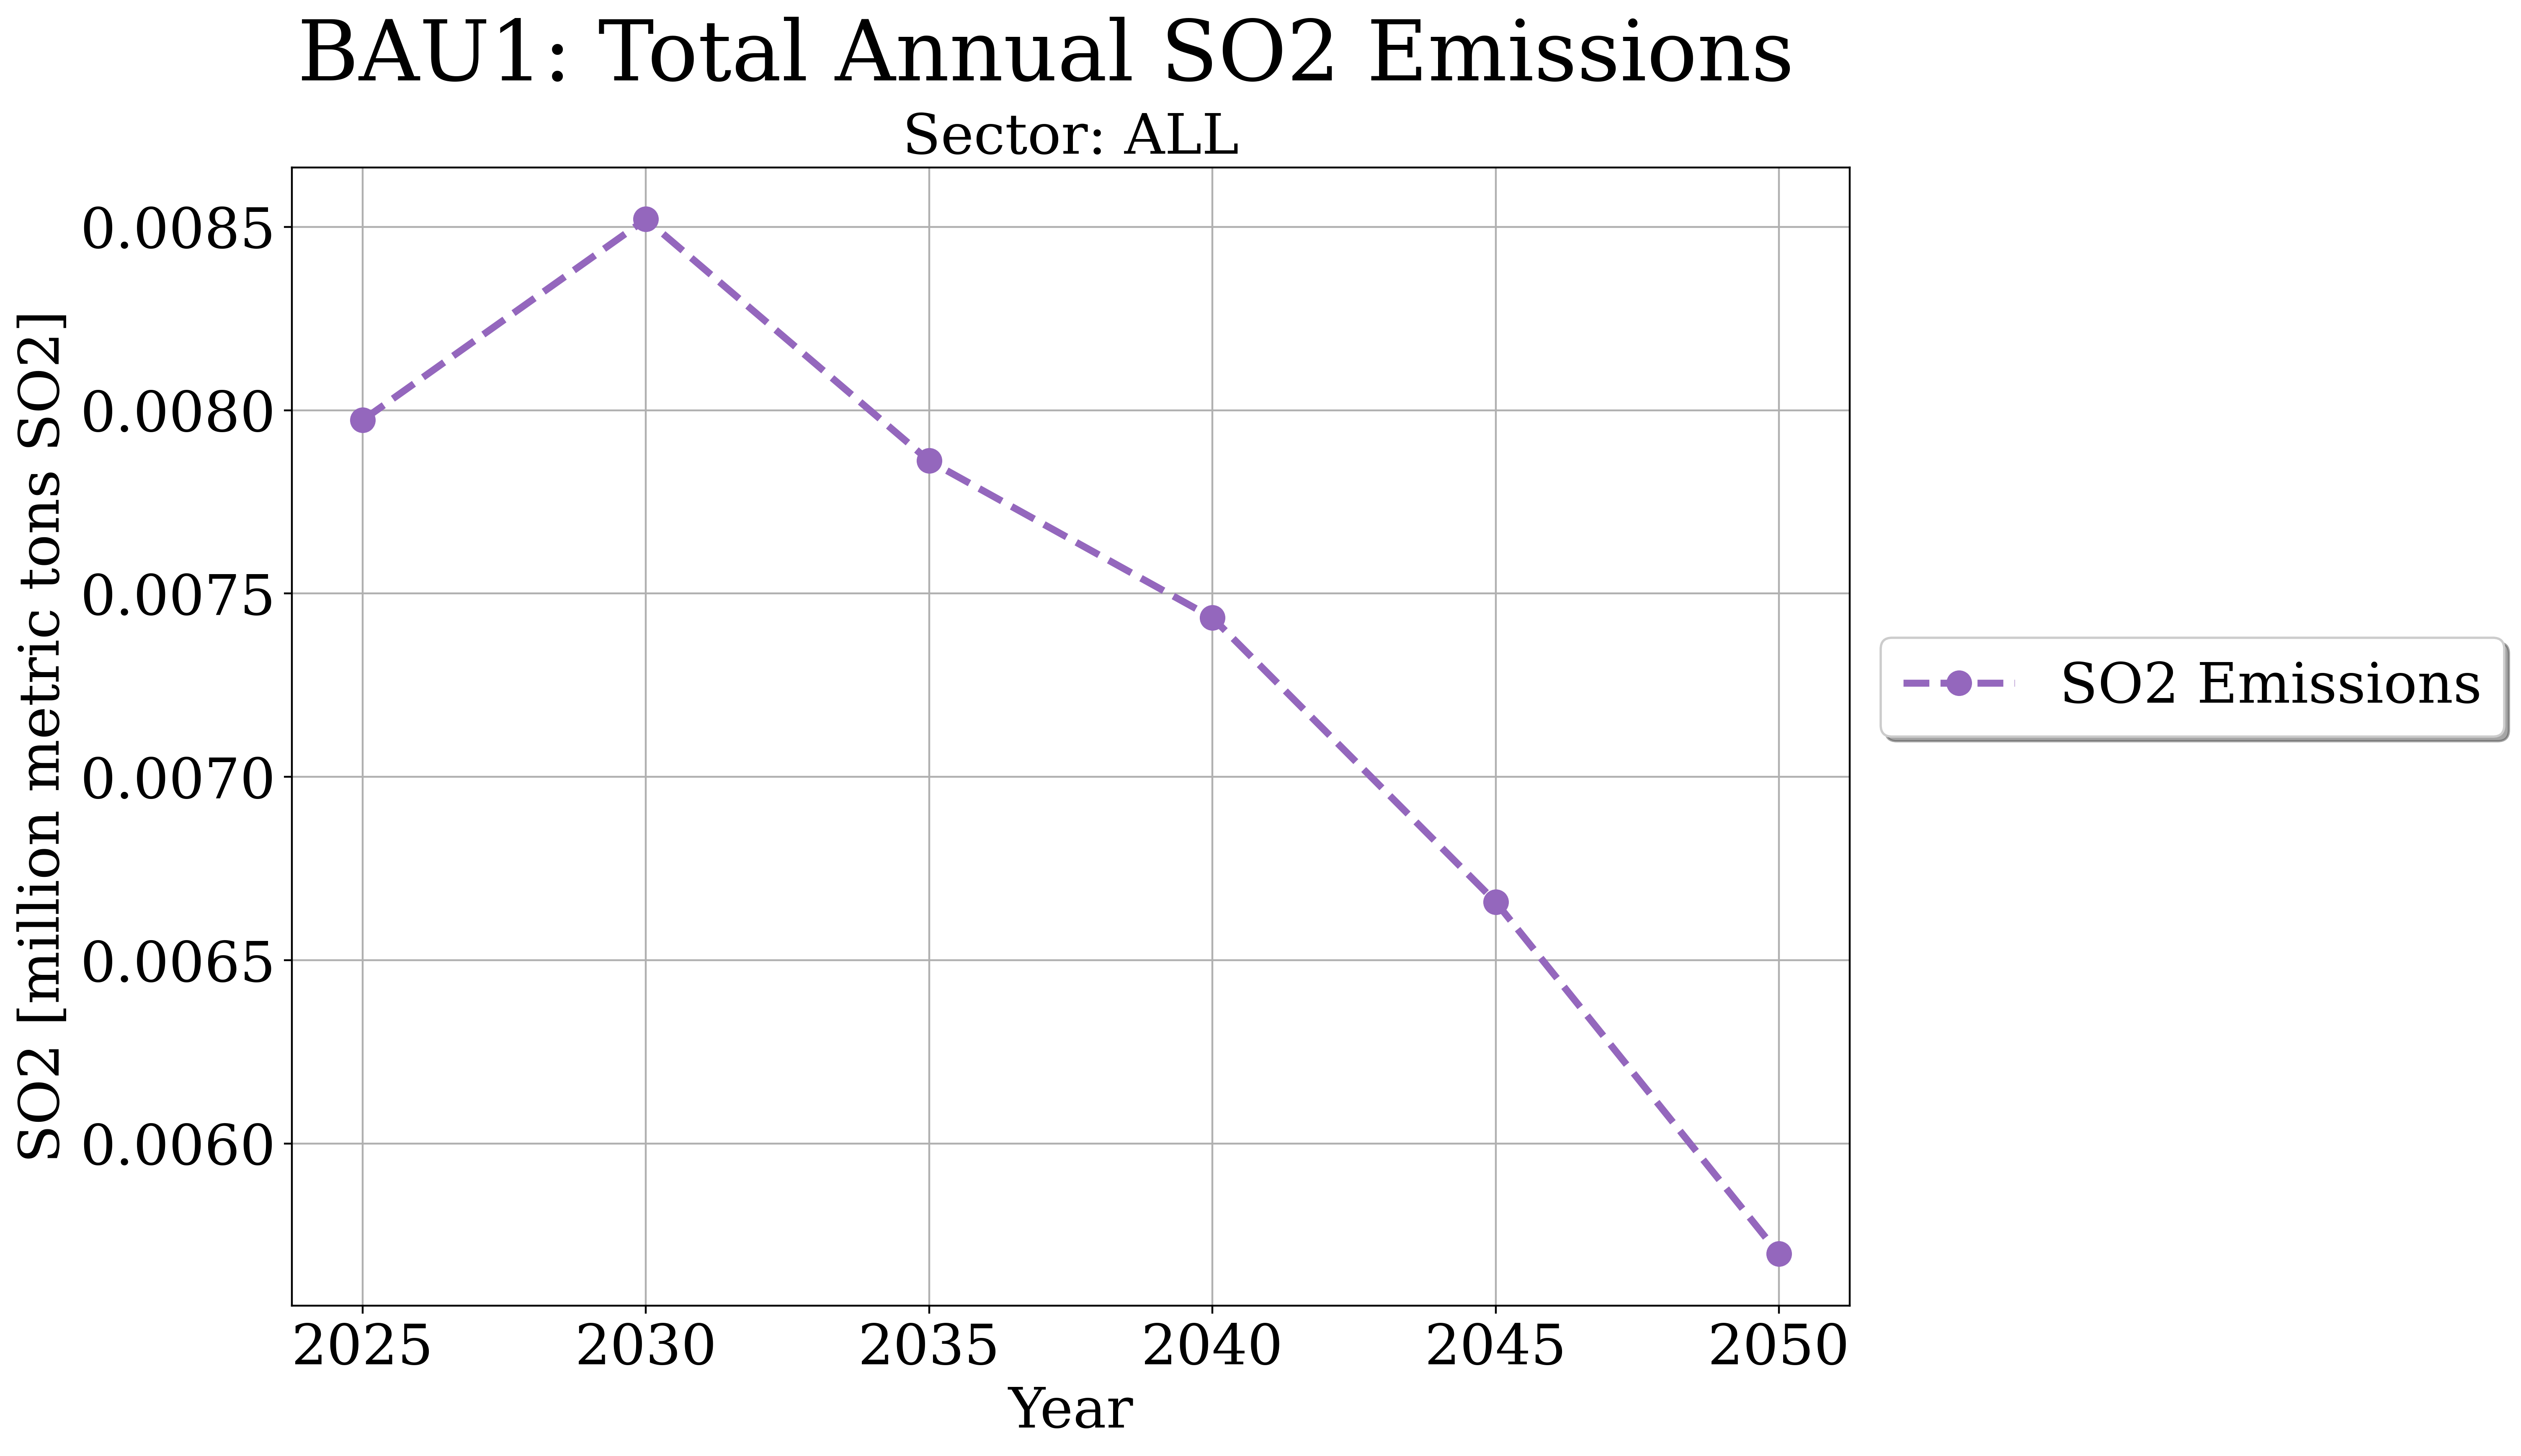 BAU1: Total Annual SO2 Emissions
Sector: ALL
SO2 [million metric tons SO2]
0.0085
0.0080
0.0075
0.0070
0.0065
0.0060
2025 2030 2035 2040 2045 2050
Year
SO2 Emissions